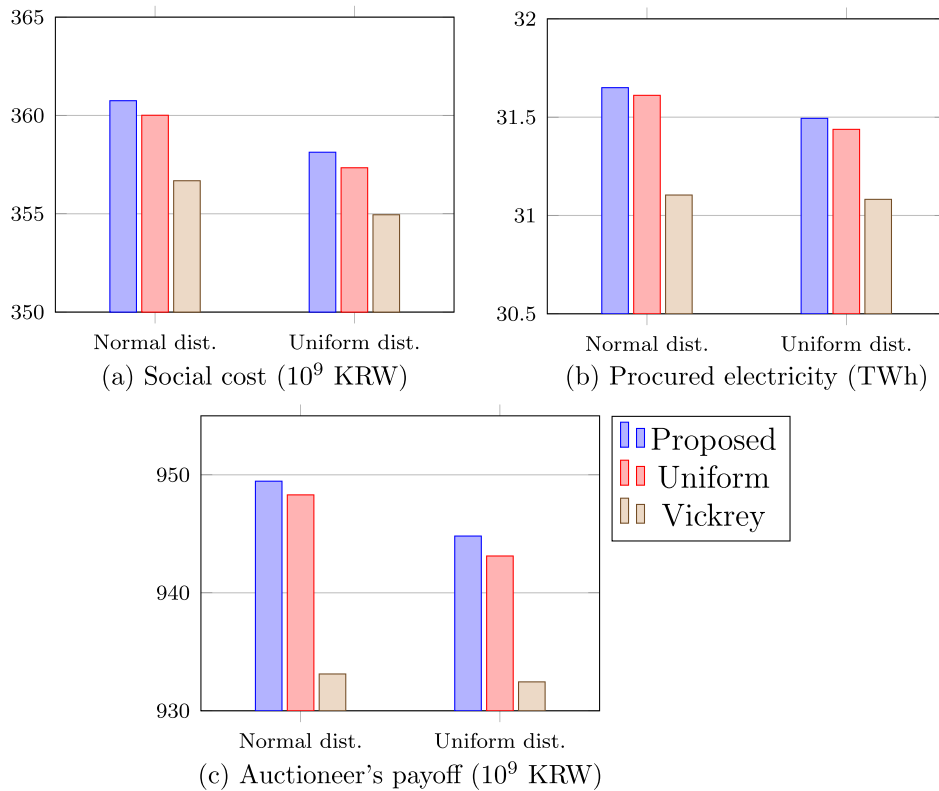 365
360
355
350
Normal dist.
Uniform dist.
(a) Social cost (10⁹ KRW)
32
31.5
31
30.5
Normal dist.
Uniform dist.
(b) Procured electricity (TWh)
950
940
930
Normal dist.
Uniform dist.
(c) Auctioneer's payoff (10⁹ KRW)
Proposed
Uniform
Vickrey